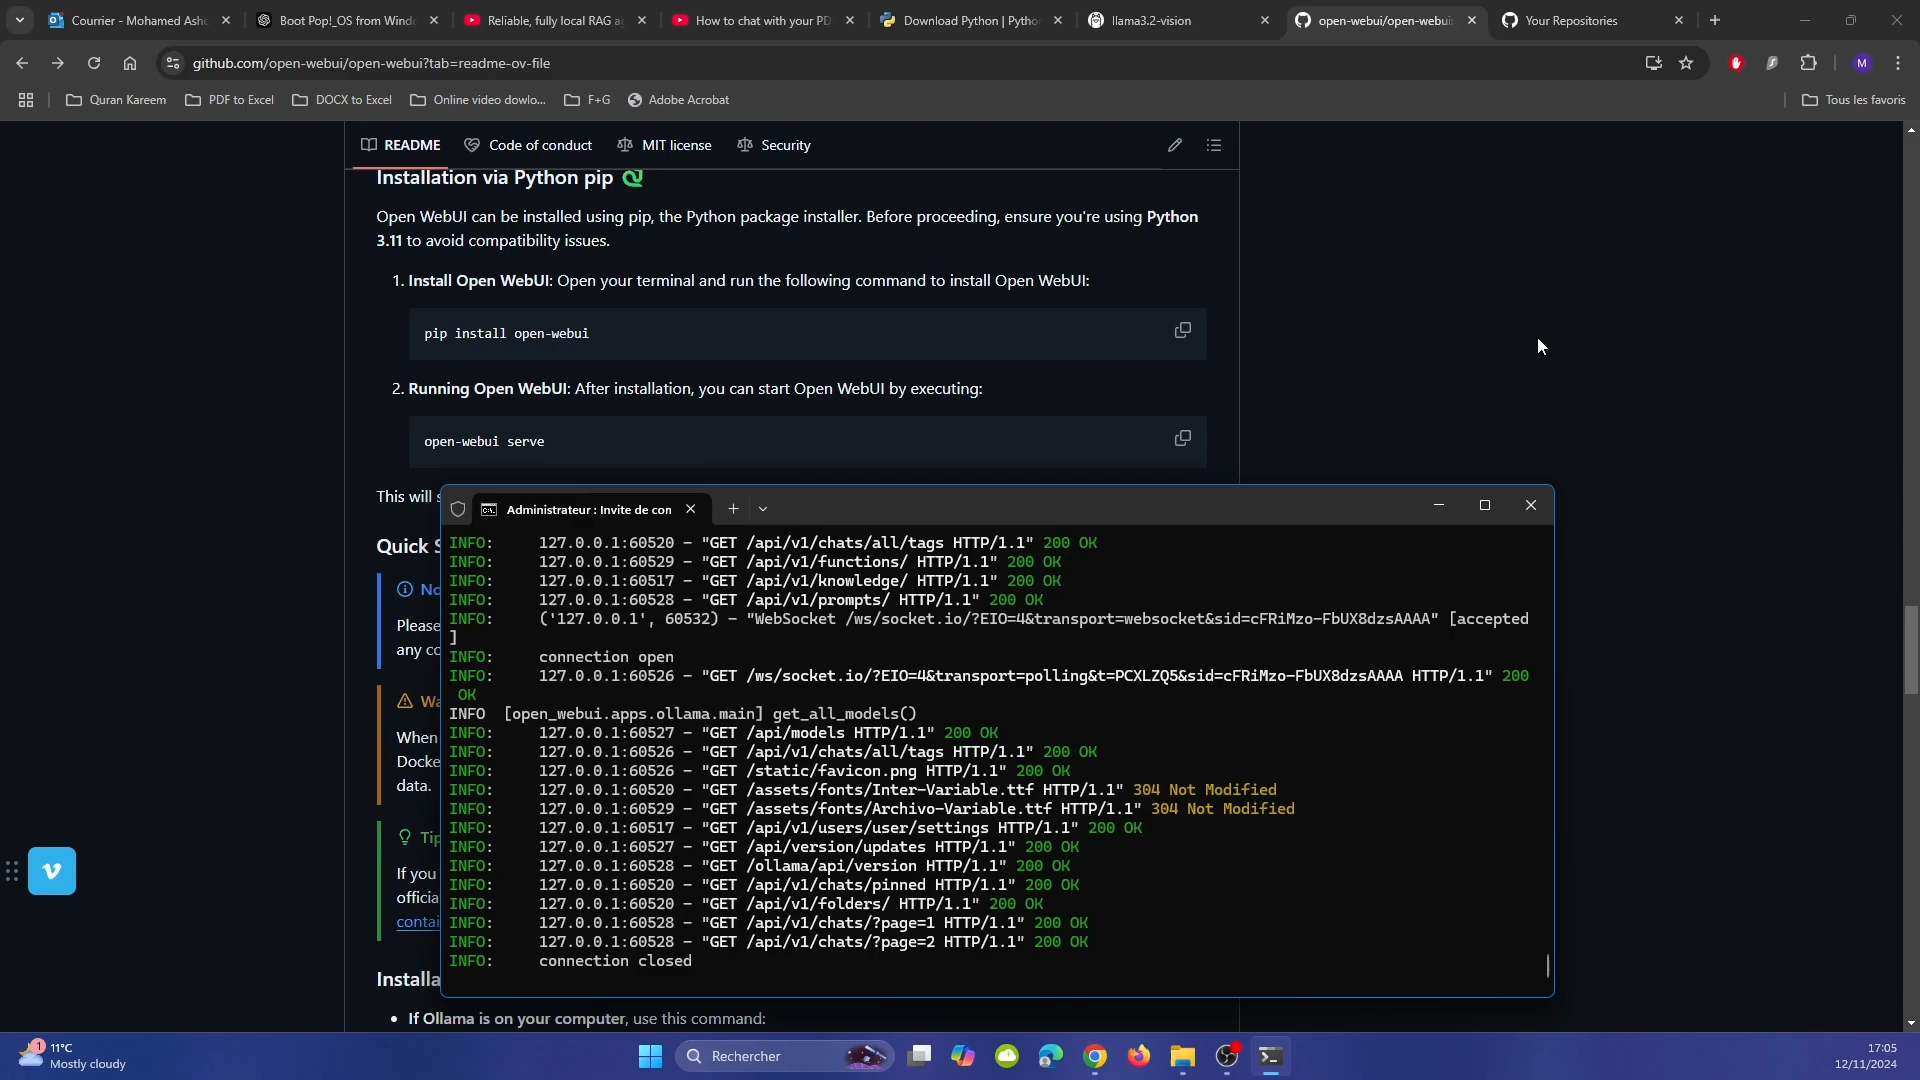 Courrier - Mohamed Asho
Boot Pop!_OS from Windo
Reliable, fully local RAG ag
How to chat with your PD
Download Python | Pytho
llama3.2-vision
open-webui/open-webui:
Your Repositories
github.com/open-webui/open-webui?tab=readme-ov-file
M
Quran Kareem
PDF to Excel
DOCX to Excel
Online video dowlo...
F+G
Adobe Acrobat
Tous les favoris
README
Code of conduct
MIT license
Security
Installation via Python pip
Open WebUI can be installed using pip, the Python package installer. Before proceeding, ensure you're using Python
3.11 to avoid compatibility issues.
1. Install Open WebUI: Open your terminal and run the following command to install Open WebUI:
pip install open-webui
2. Running Open WebUI: After installation, you can start Open WebUI by executing:
open-webui serve
This will s
Quick S
No
Please
any co
Wa
When
Docke
data.
Tip
If you
officia
contai
Installa
If Ollama is on your computer, use this command:
Administrateur : Invite de con
INFO: 127.0.0.1:60520 - "GET /api/v1/chats/all/tags HTTP/1.1" 200 OK
INFO: 127.0.0.1:60529 - "GET /api/v1/functions/ HTTP/1.1" 200 OK
INFO: 127.0.0.1:60517 - "GET /api/v1/knowledge/ HTTP/1.1" 200 OK
INFO: 127.0.0.1:60528 - "GET /api/v1/prompts/ HTTP/1.1" 200 OK
INFO: ('127.0.0.1', 60532) - "WebSocket /ws/socket.io/?EIO=4&transport=websocket&sid=cFRiMzo-FbUX8dzsAAAA" [accepted
]
INFO: connection open
INFO: 127.0.0.1:60526 - "GET /ws/socket.io/?EIO=4&transport=polling&t=PCXLZQ5&sid=cFRiMzo-FbUX8dzsAAAA HTTP/1.1" 200
OK
INFO [open_webui.apps.ollama.main] get_all_models()
INFO: 127.0.0.1:60527 - "GET /api/models HTTP/1.1" 200 OK
INFO: 127.0.0.1:60526 - "GET /api/v1/chats/all/tags HTTP/1.1" 200 OK
INFO: 127.0.0.1:60526 - "GET /static/favicon.png HTTP/1.1" 200 OK
INFO: 127.0.0.1:60520 - "GET /assets/fonts/Inter-Variable.ttf HTTP/1.1" 304 Not Modified
INFO: 127.0.0.1:60529 - "GET /assets/fonts/Archivo-Variable.ttf HTTP/1.1" 304 Not Modified
INFO: 127.0.0.1:60517 - "GET /api/v1/users/user/settings HTTP/1.1" 200 OK
INFO: 127.0.0.1:60527 - "GET /api/version/updates HTTP/1.1" 200 OK
INFO: 127.0.0.1:60528 - "GET /ollama/api/version HTTP/1.1" 200 OK
INFO: 127.0.0.1:60520 - "GET /api/v1/chats/pinned HTTP/1.1" 200 OK
INFO: 127.0.0.1:60520 - "GET /api/v1/folders/ HTTP/1.1" 200 OK
INFO: 127.0.0.1:60528 - "GET /api/v1/chats/?page=1 HTTP/1.1" 200 OK
INFO: 127.0.0.1:60528 - "GET /api/v1/chats/?page=2 HTTP/1.1" 200 OK
INFO: connection closed
1
11°C
Mostly cloudy
Rechercher
17:05
12/11/2024